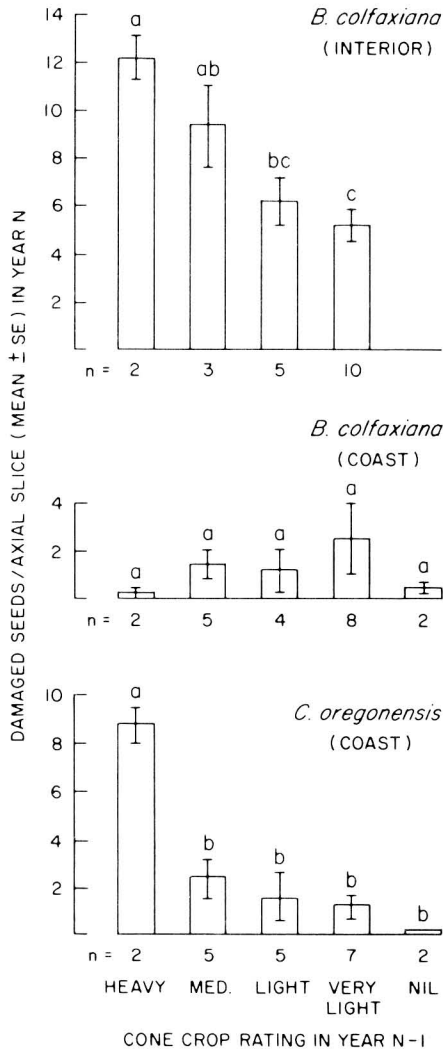 DAMAGED SEEDS/AXIAL SLICE (MEAN ± SE) IN YEAR N
B. colfaxiana
(INTERIOR)
14
12
10
8
6
4
2
a
ab
bc
c
n = 2 3 5 10
B. colfaxiana
(COAST)
4
2
a a a a a
n = 2 5 4 8 2
C. oregonensis
(COAST)
10
8
6
4
2
a
b b b b
n = 2 5 5 7 2
HEAVY MED. LIGHT VERY NIL
LIGHT
CONE CROP RATING IN YEAR N-1